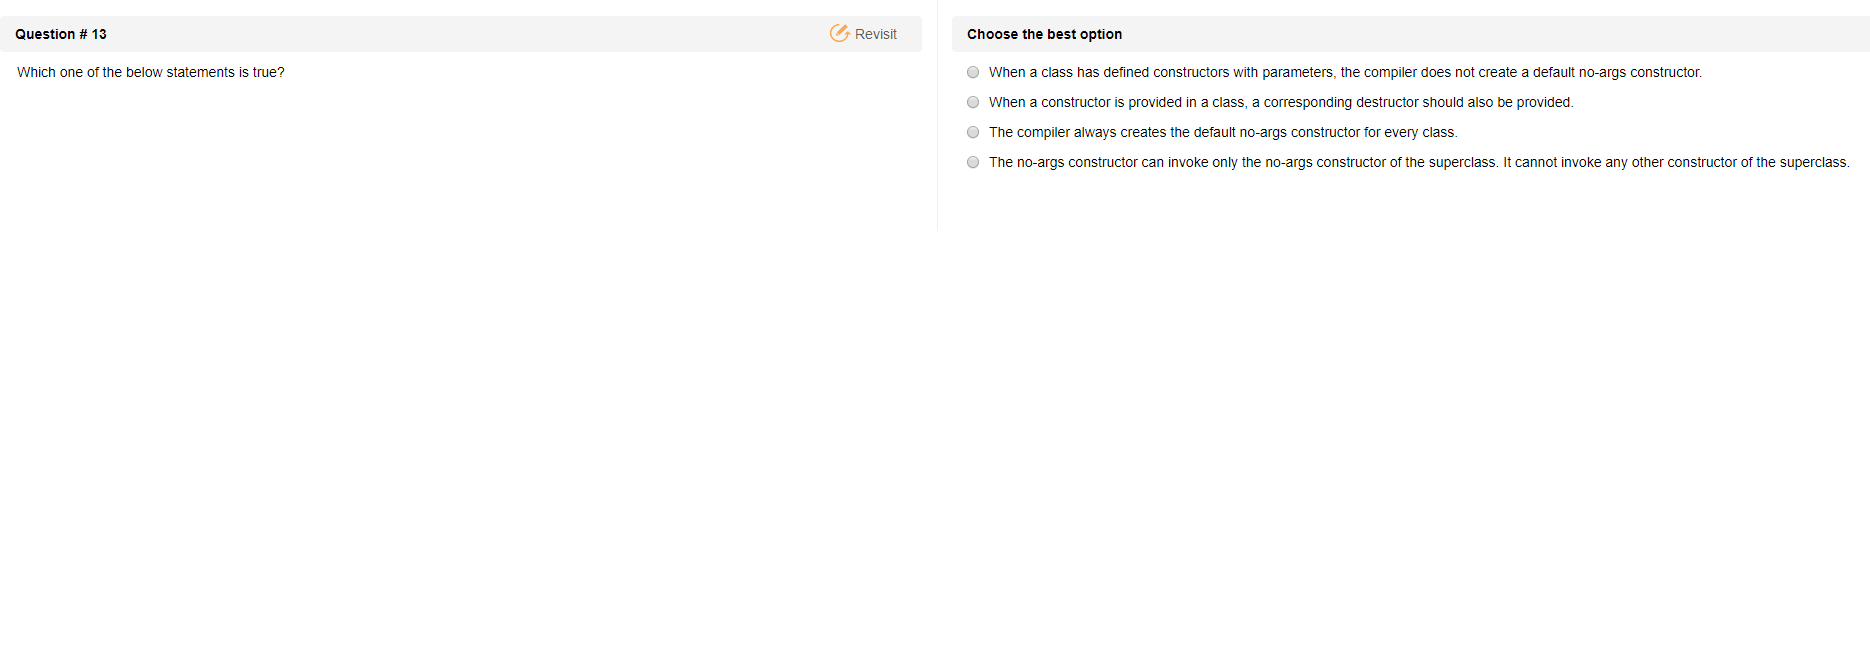 Question # 13
Revisit
Which one of the below statements is true?
Choose the best option
When a class has defined constructors with parameters, the compiler does not create a default no-args constructor.
When a constructor is provided in a class, a corresponding destructor should also be provided.
The compiler always creates the default no-args constructor for every class.
The no-args constructor can invoke only the no-args constructor of the superclass. It cannot invoke any other constructor of the superclass.